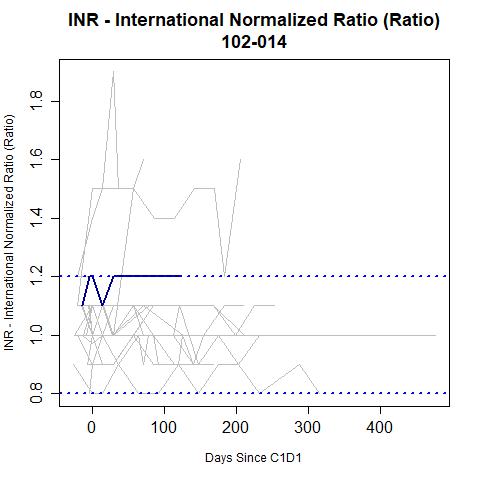 INR - International Normalized Ratio (Ratio)
102-014
INR - International Normalized Ratio (Ratio)
1.8
1.6
1.4
1.2
1.0
0.8
0 100 200 300 400
Days Since C1D1